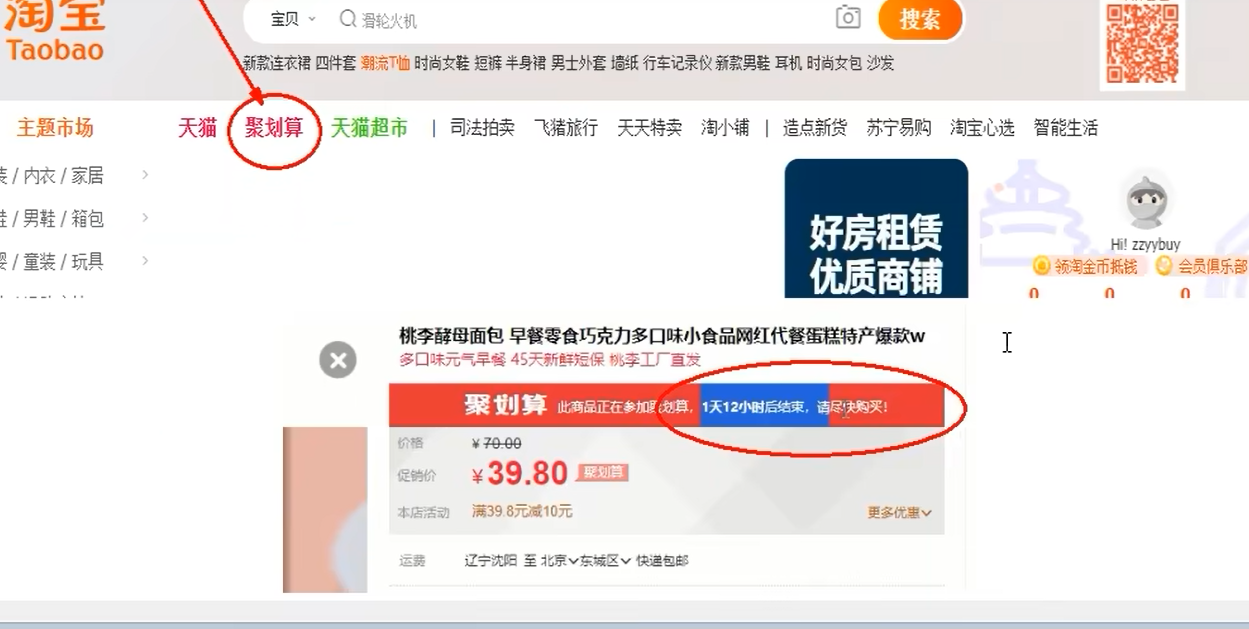 淘宝
Taobao
宝贝
滑轮火机
搜索
新款连衣裙 四件套 潮流T恤 时尚女鞋 短裤 半身裙 男士外套 墙纸 行车记录仪 新款男鞋 耳机 时尚女包 沙发
主题市场
天猫 聚划算 天猫超市 | 司法拍卖 飞猪旅行 天天特卖 淘小铺 | 造点新货 苏宁易购 淘宝心选 智能生活
/ 内衣 / 家居
/ 男鞋 / 箱包
/ 童装 / 玩具
好房租赁
优质商铺
Hi! zzyybuy
领淘金币抵钱 会员俱乐部
0 0 0
桃李酵母面包 早餐零食巧克力多口味小食品网红代餐蛋糕特产爆款w
多口味元气早餐 45天新鲜短保 桃李工厂直发
聚划算 此商品正在参加聚划算，1天12小时后结束，请尽快购买！
价格 ¥70.00
促销价 ¥39.80 聚划算
本店活动 满39.8元减10元 更多优惠
运费 辽宁沈阳 至 北京 东城区 快递包邮